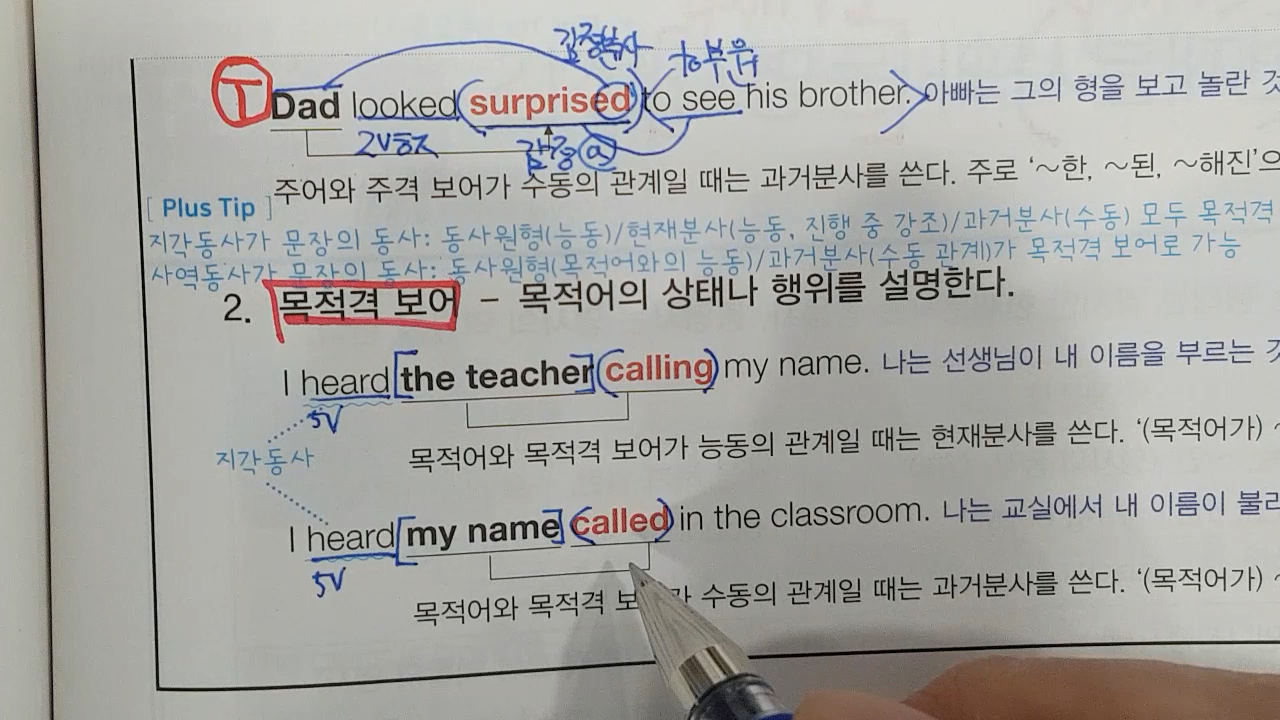 감정분사 to부원
T Dad looked surprised to see his brother. 아빠는 그의 형을 보고 놀란
2V 감정 a
주어와 주격 보어가 수동의 관계일 때는 과거분사를 쓴다. 주로 ‘~한, ~된, ~해진’으
[ Plus Tip ]
지각동사가 문장의 동사: 동사원형(능동)/현재분사(능동, 진행 중 강조)/과거분사(수동) 모두 목적격
사역동사가 문장의 동사: 동사원형(목적어와의 능동)/과거분사(수동 관계)가 목적격 보어로 가능
2. 목적격 보어 – 목적어의 상태나 행위를 설명한다.
I heard the teacher calling my name. 나는 선생님이 내 이름을 부르는
5V
지각동사
목적어와 목적격 보어가 능동의 관계일 때는 현재분사를 쓴다. ‘(목적어가) ~
I heard my name called in the classroom. 나는 교실에서 내 이름이
5V
목적어와 목적격 수동의 관계일 때는 과거분사를 쓴다. ‘(목적어가) ~